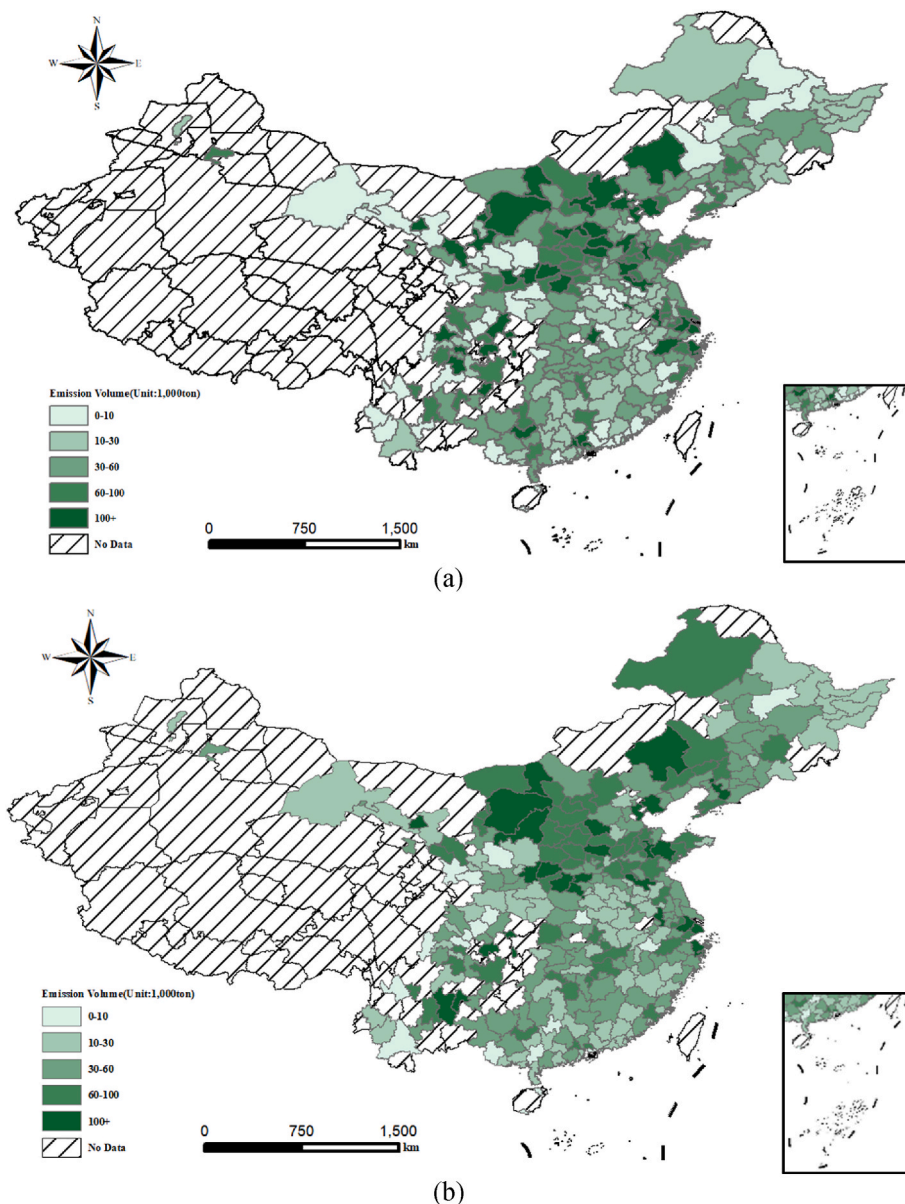 N
W E
S
Emission Volume(Unit:1,000ton)
0-10
10-30
30-60
60-100
100+
No Data
0 750 1,500
km
(a)
N
W E
S
Emission Volume(Unit:1,000ton)
0-10
10-30
30-60
60-100
100+
No Data
0 750 1,500
km
(b)